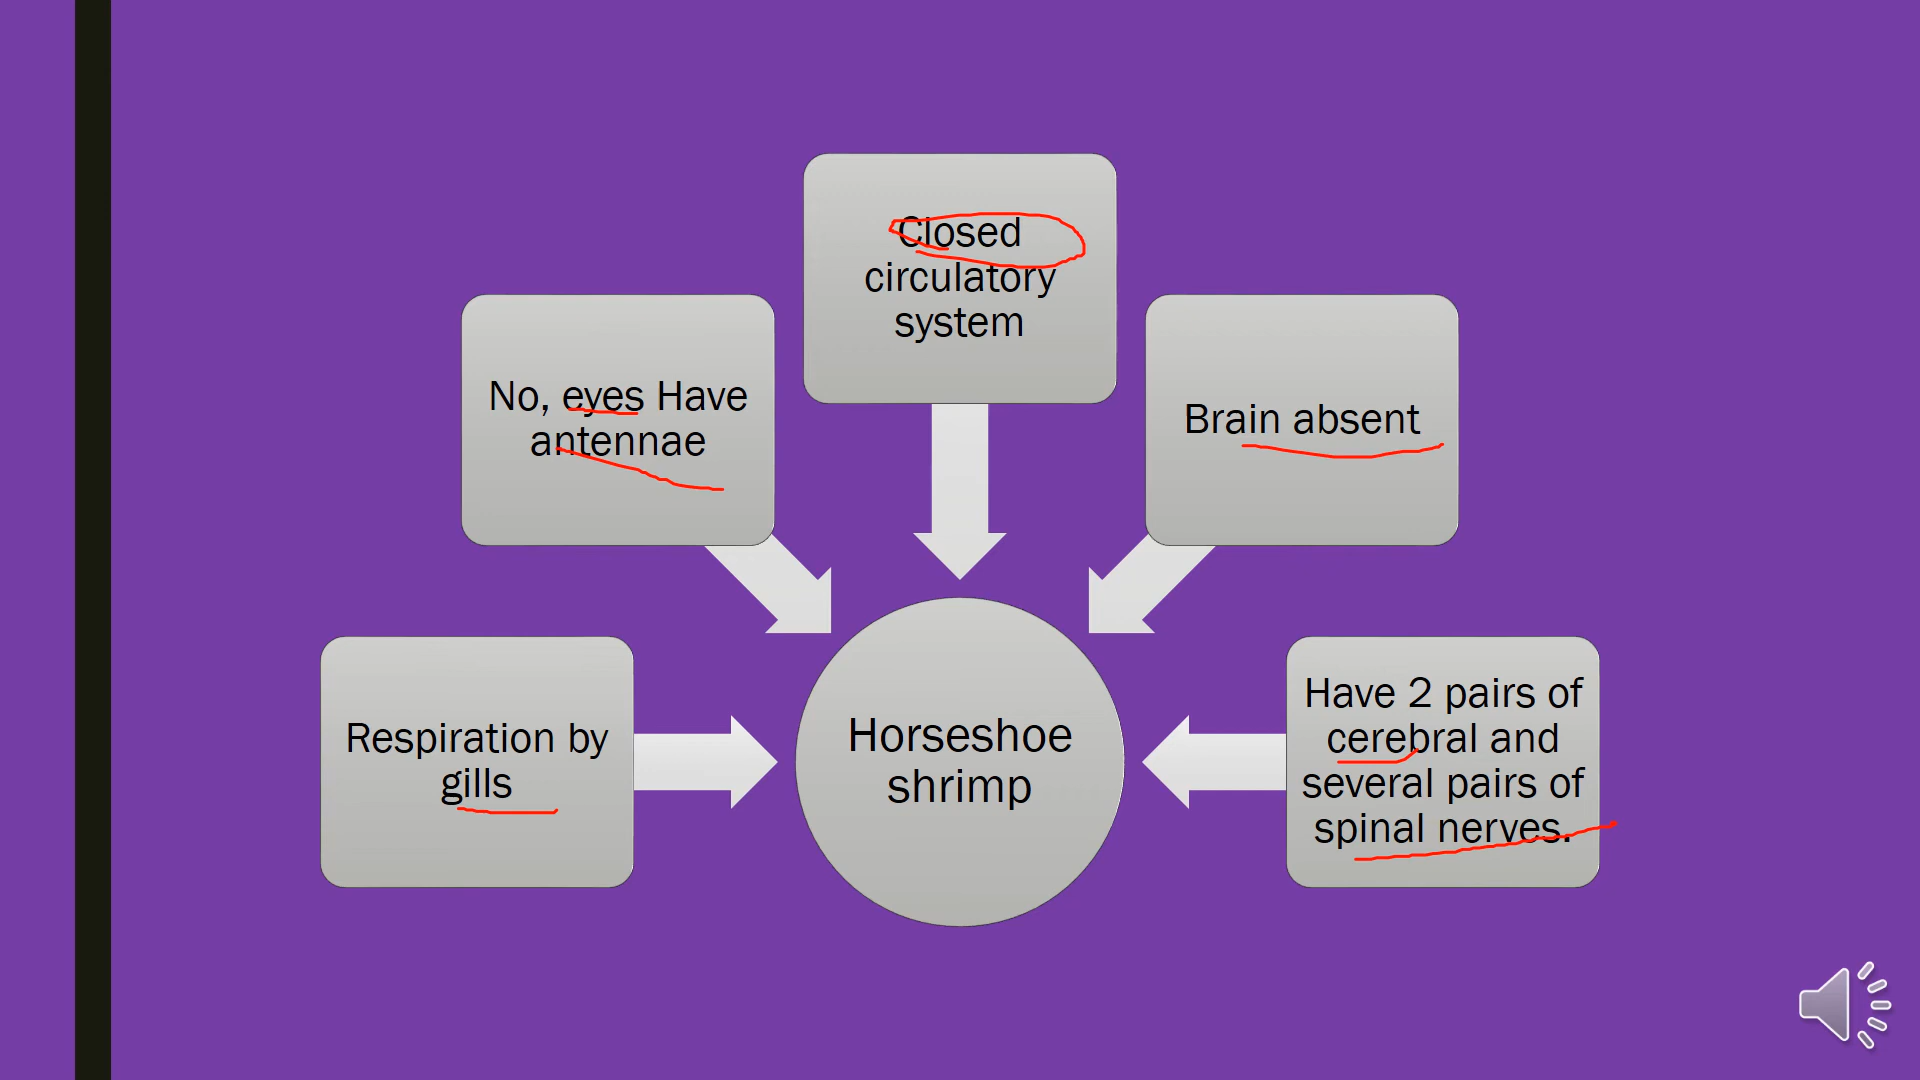 Closed
circulatory
system
No, eyes Have
antennae
Brain absent
Respiration by
gills
Horseshoe
shrimp
Have 2 pairs of
cerebral and
several pairs of
spinal nerves.